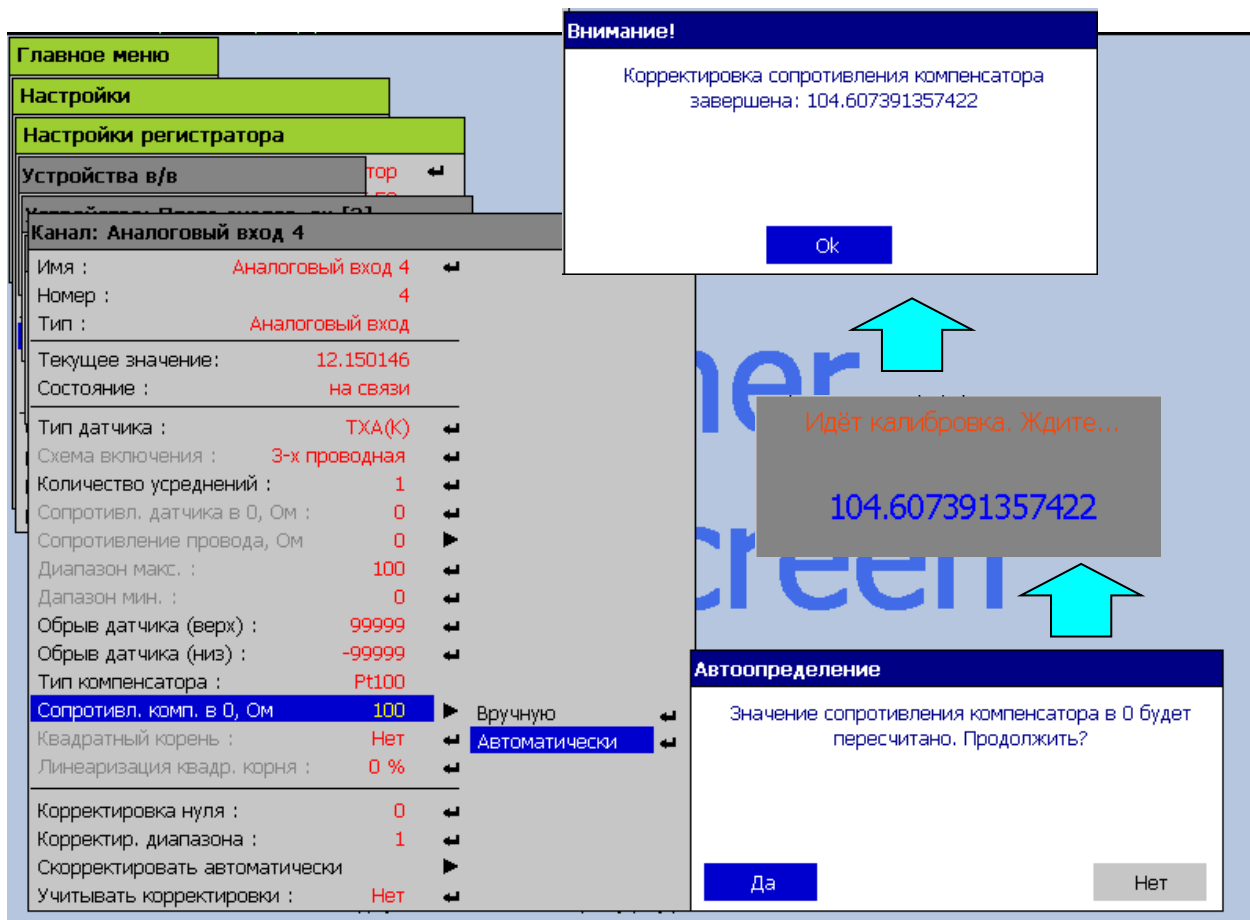 Главное меню
Настройки
Настройки регистратора
Устройства в/в
тор
Канал: Аналоговый вход 4
Имя : Аналоговый вход 4
Номер : 4
Тип : Аналоговый вход
Текущее значение: 12.150146
Состояние : на связи
Тип датчика : ТХА(К)
Схема включения : 3-х проводная
Количество усреднений : 1
Сопротивл. датчика в 0, Ом : 0
Сопротивление провода, Ом 0
Диапазон макс. : 100
Дапазон мин. : 0
Обрыв датчика (верх) : 99999
Обрыв датчика (низ) : -99999
Тип компенсатора : Pt100
Сопротивл. комп. в 0, Ом 100
Квадратный корень : Нет
Линеаризация квадр. корня : 0 %
Корректировка нуля : 0
Корректир. диапазона : 1
Скорректировать автоматически
Учитывать корректировки : Нет
Вручную
Автоматически
Автоопределение
Значение сопротивления компенсатора в 0 будет
пересчитано. Продолжить?
Да Нет
Идёт калибровка. Ждите...
104.607391357422
Внимание!
Корректировка сопротивления компенсатора
завершена: 104.607391357422
Ok